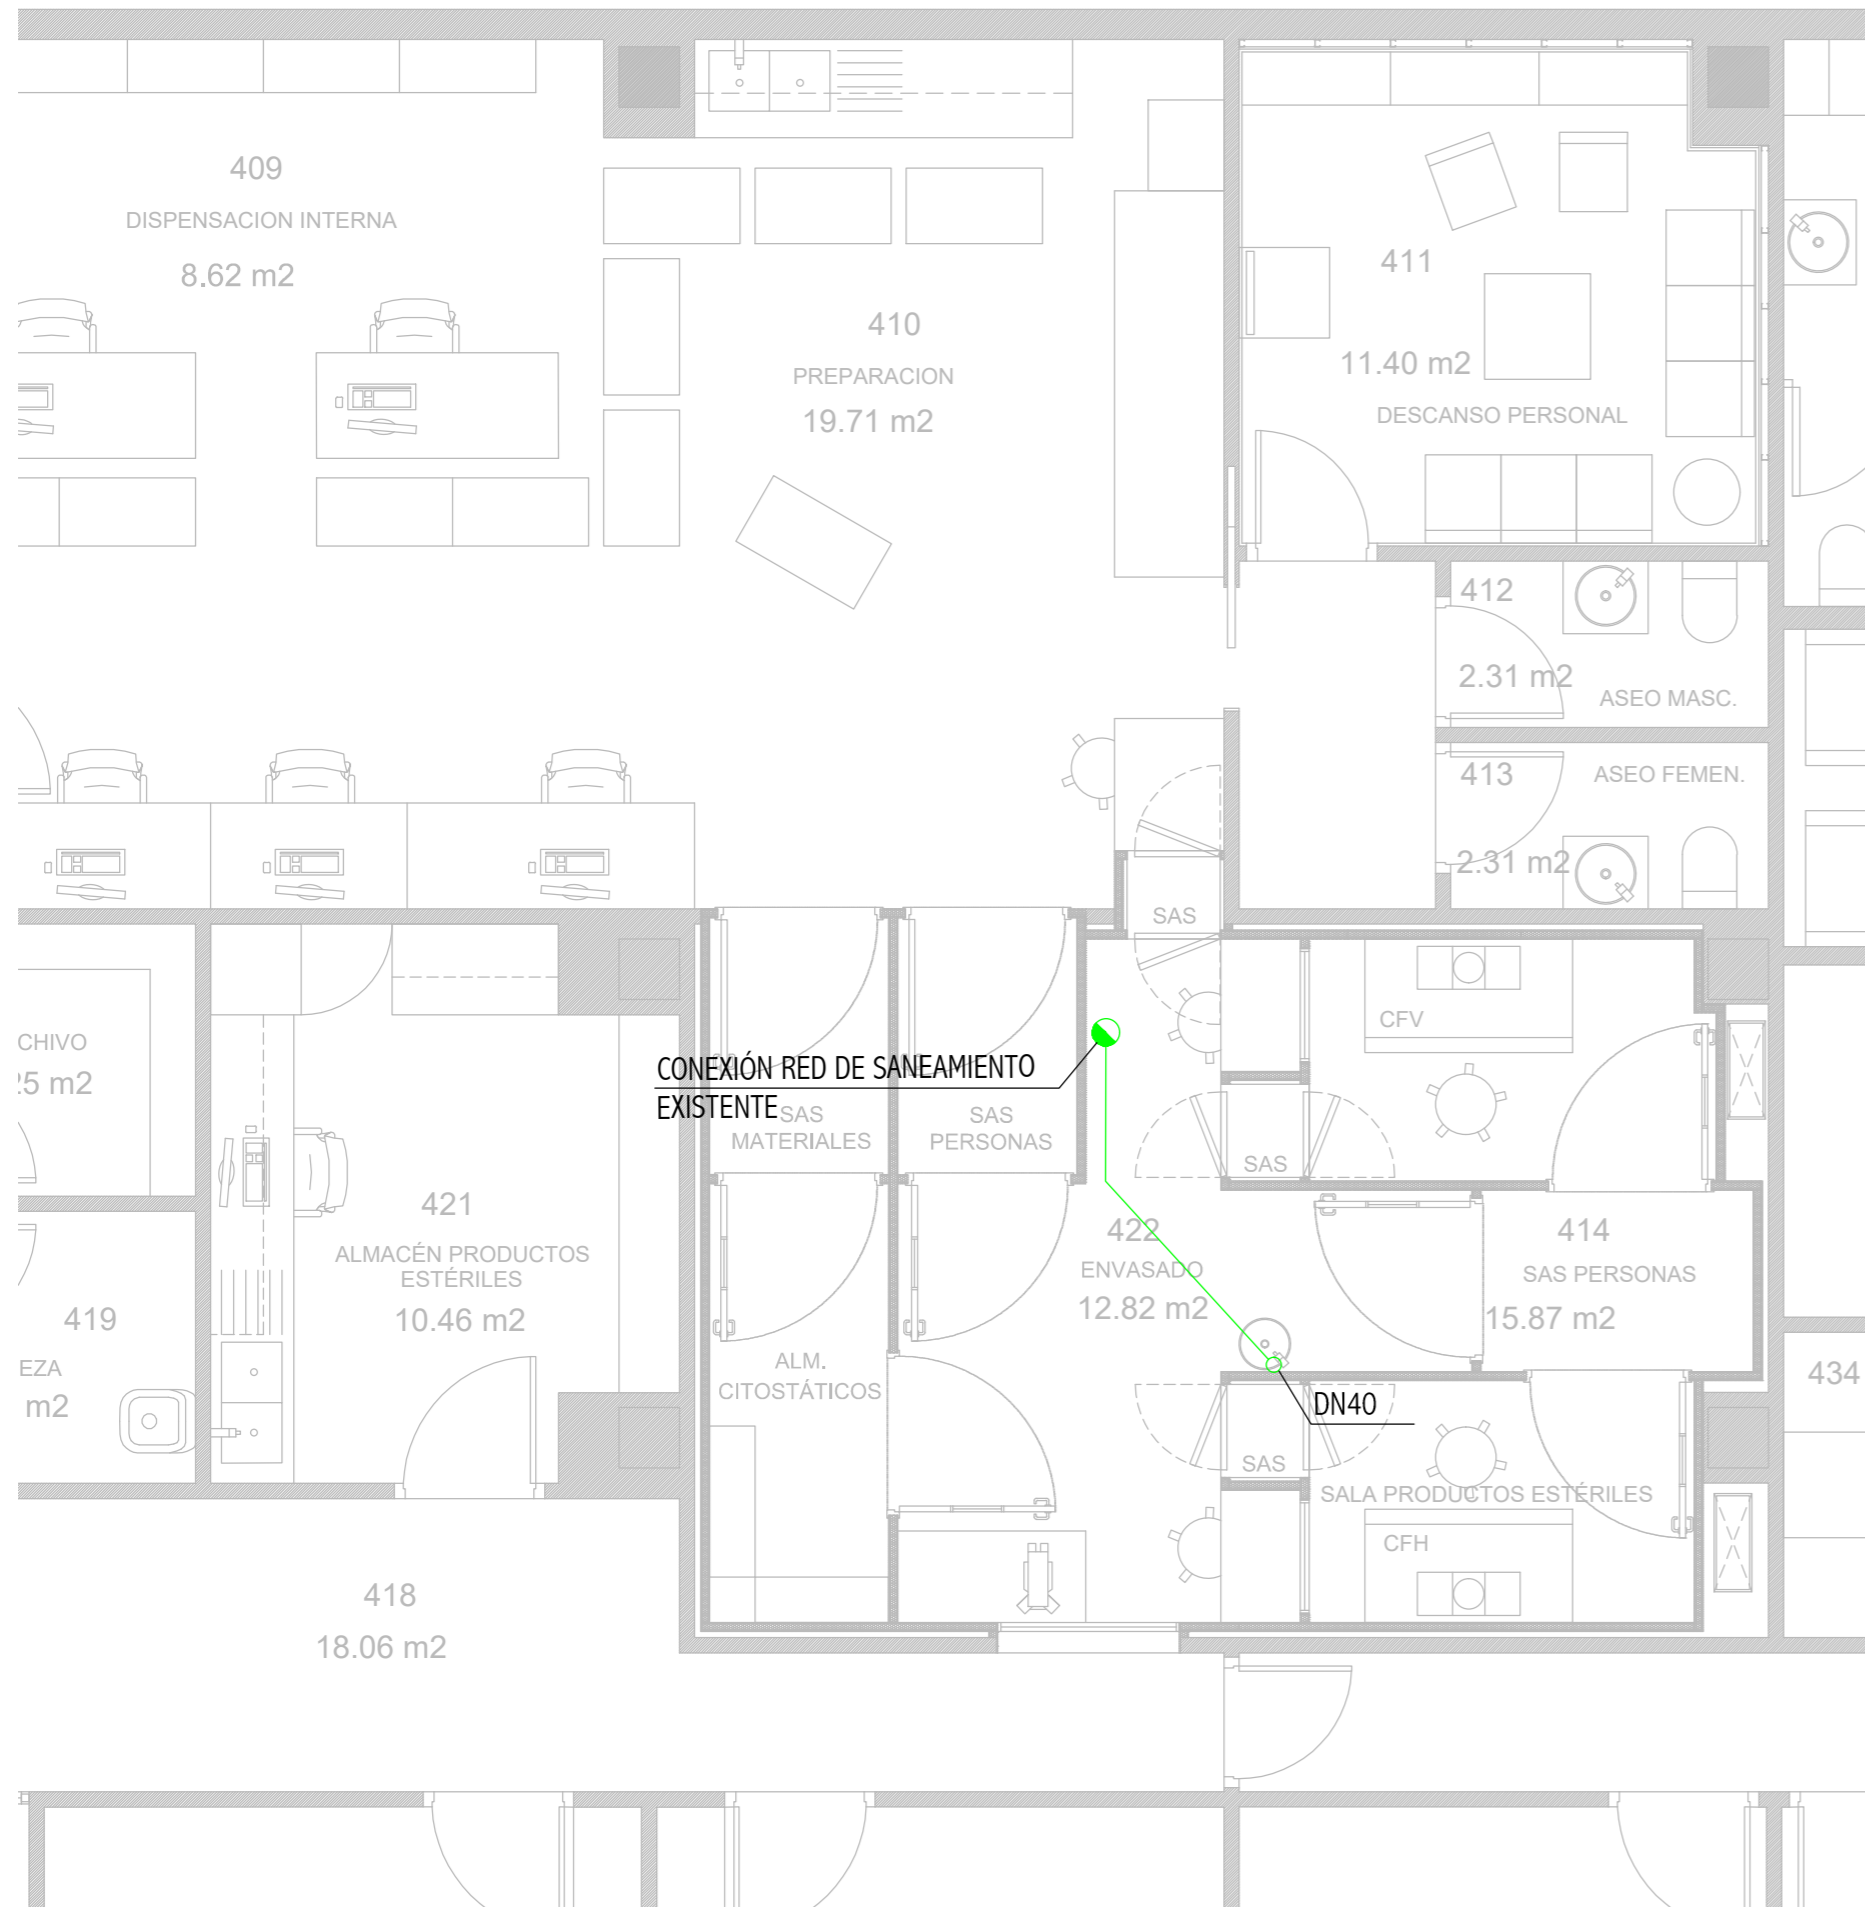 409
DISPENSACION INTERNA
8.62 m2
410
PREPARACION
19.71 m2
411
11.40 m2
DESCANSO PERSONAL
412
2.31 m2
ASEO MASC.
413
ASEO FEMEN.
2.31 m2
SAS
CHIVO
25 m2
CONEXIÓN RED DE SANEAMIENTO
EXISTENTE
SAS
MATERIALES
SAS
PERSONAS
CFV
SAS
421
ALMACÉN PRODUCTOS
ESTÉRILES
10.46 m2
422
ENVASADO
12.82 m2
414
SAS PERSONAS
15.87 m2
419
EZA
m2
ALM.
CITOSTÁTICOS
DN40
434
SAS
SALA PRODUCTOS ESTÉRILES
CFH
418
18.06 m2